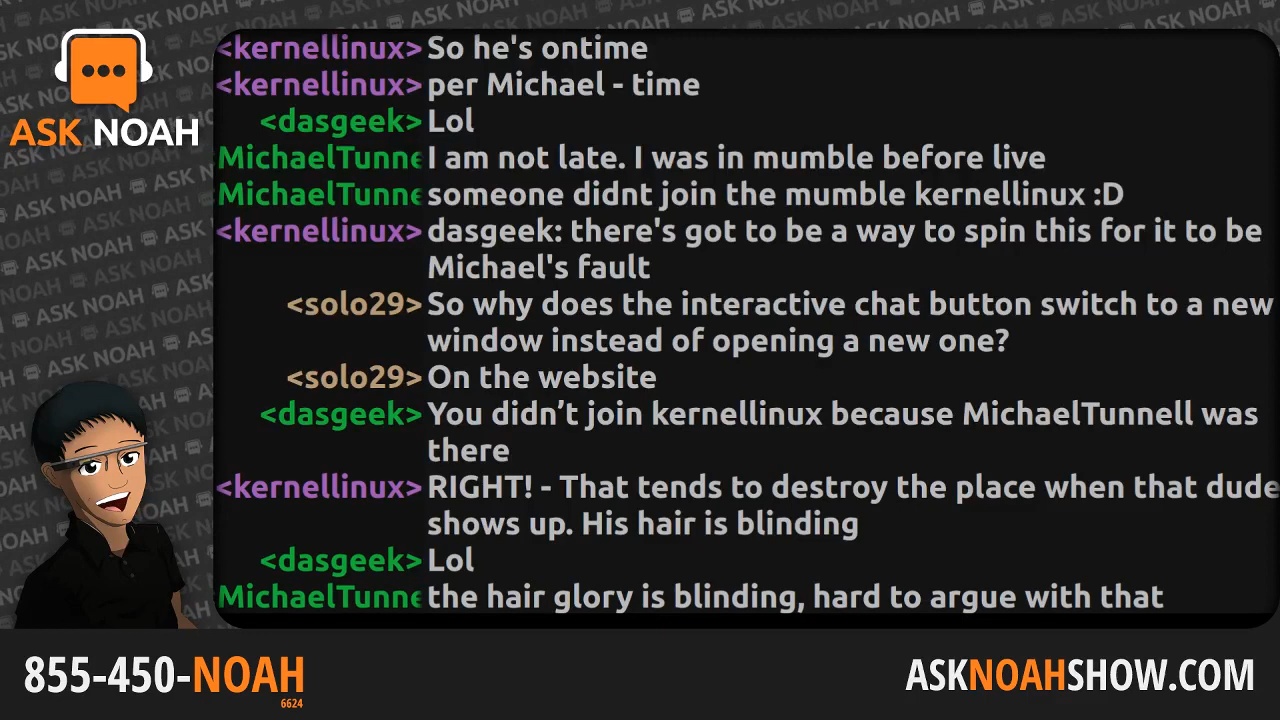 ASK NOAH
<kernellinux> So he's ontime
<kernellinux> per Michael - time
<dasgeek> Lol
MichaelTunne I am not late. I was in mumble before live
MichaelTunne someone didnt join the mumble kernellinux :D
<kernellinux> dasgeek: there's got to be a way to spin this for it to be
Michael's fault
<solo29> So why does the interactive chat button switch to a new
window instead of opening a new one?
<solo29> On the website
<dasgeek> You didn’t join kernellinux because MichaelTunnell was
there
<kernellinux> RIGHT! - That tends to destroy the place when that dude
shows up. His hair is blinding
<dasgeek> Lol
MichaelTunne the hair glory is blinding, hard to argue with that
855-450-NOAH
6624
ASKNOAHSHOW.COM